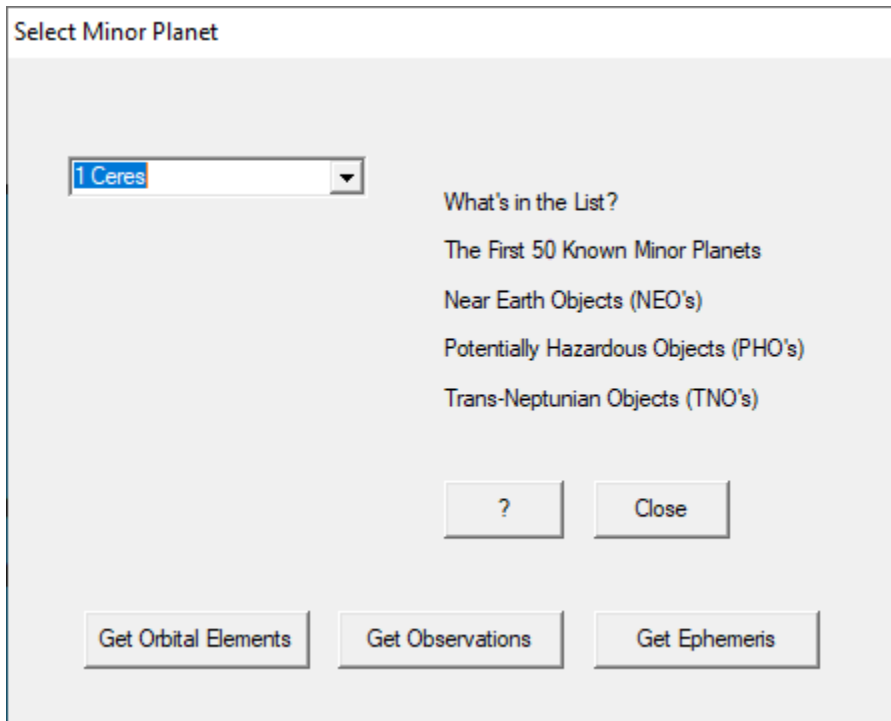 Select Minor Planet
1 Ceres
What's in the List?
The First 50 Known Minor Planets
Near Earth Objects (NEO's)
Potentially Hazardous Objects (PHO's)
Trans-Neptunian Objects (TNO's)
? Close
Get Orbital Elements Get Observations Get Ephemeris